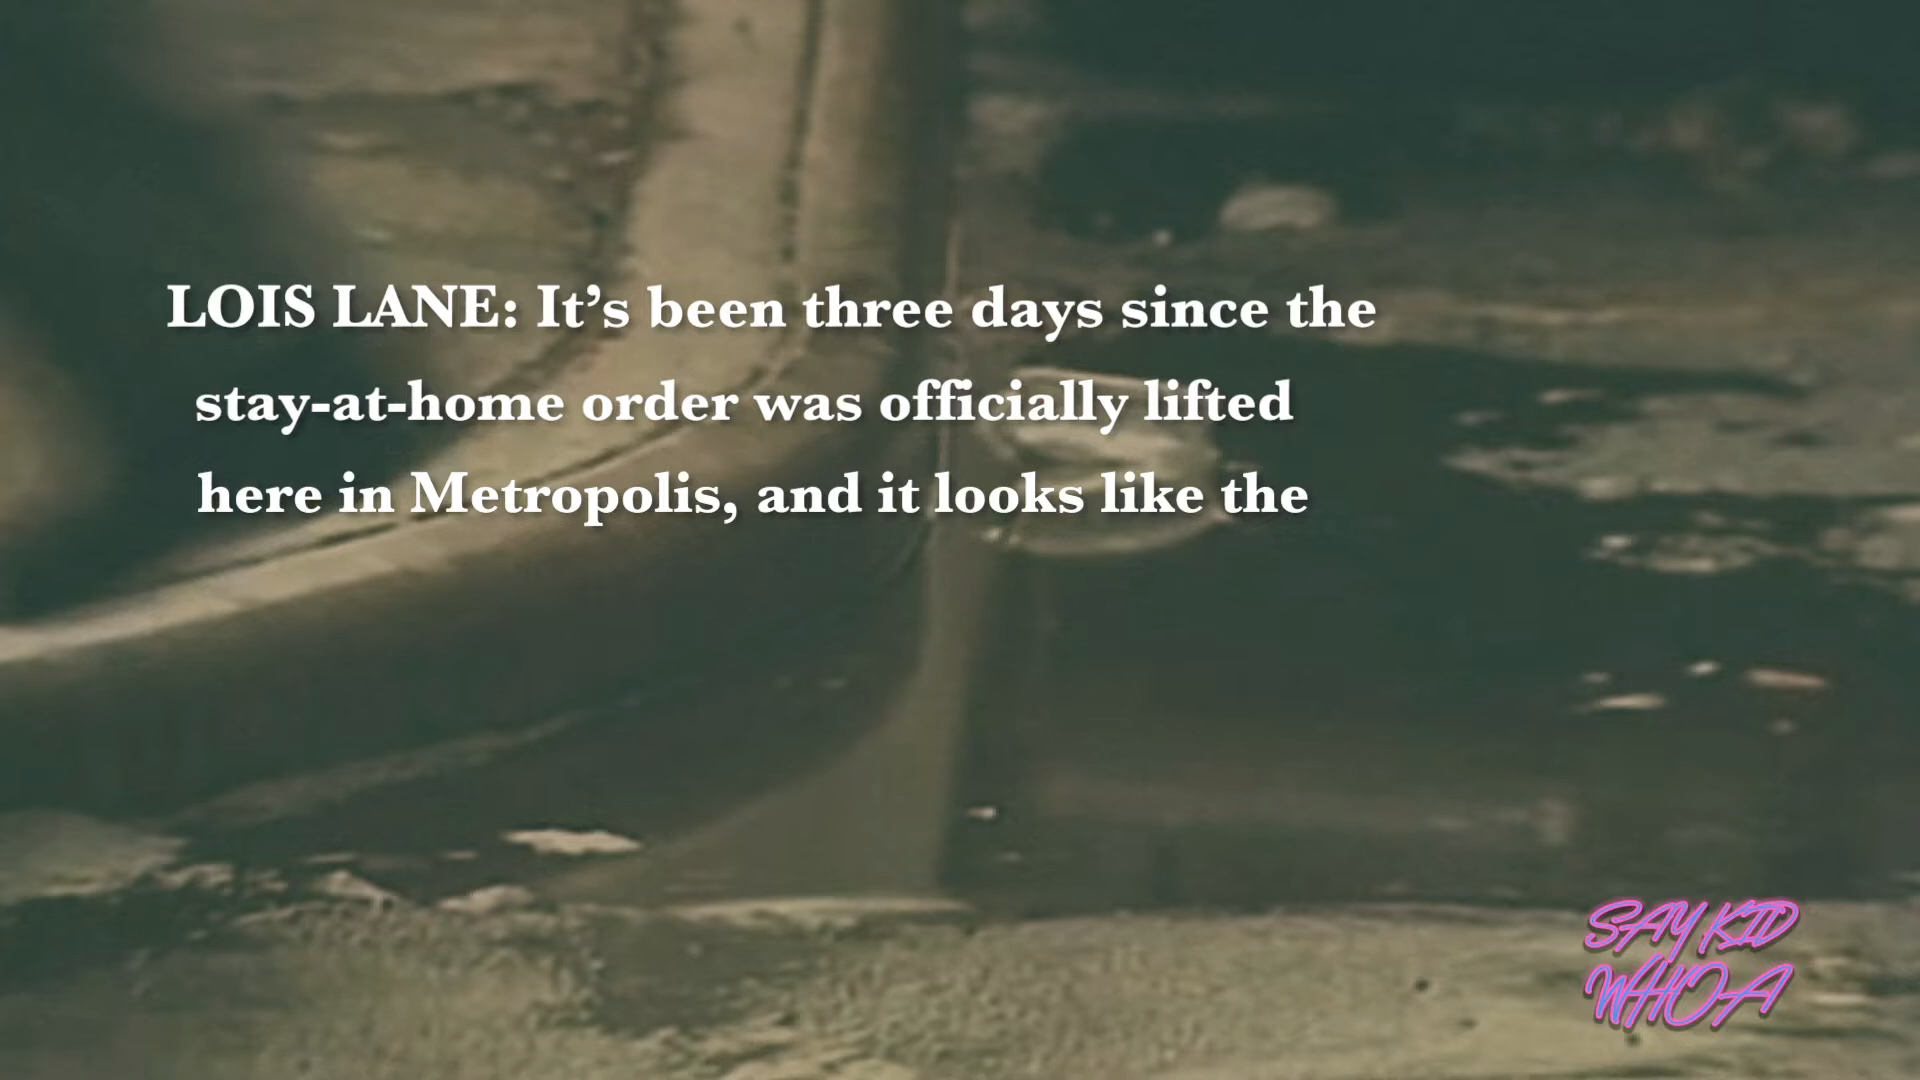 LOIS LANE: It’s been three days since the
stay-at-home order was officially lifted
here in Metropolis, and it looks like the
SAY KID
WHOA